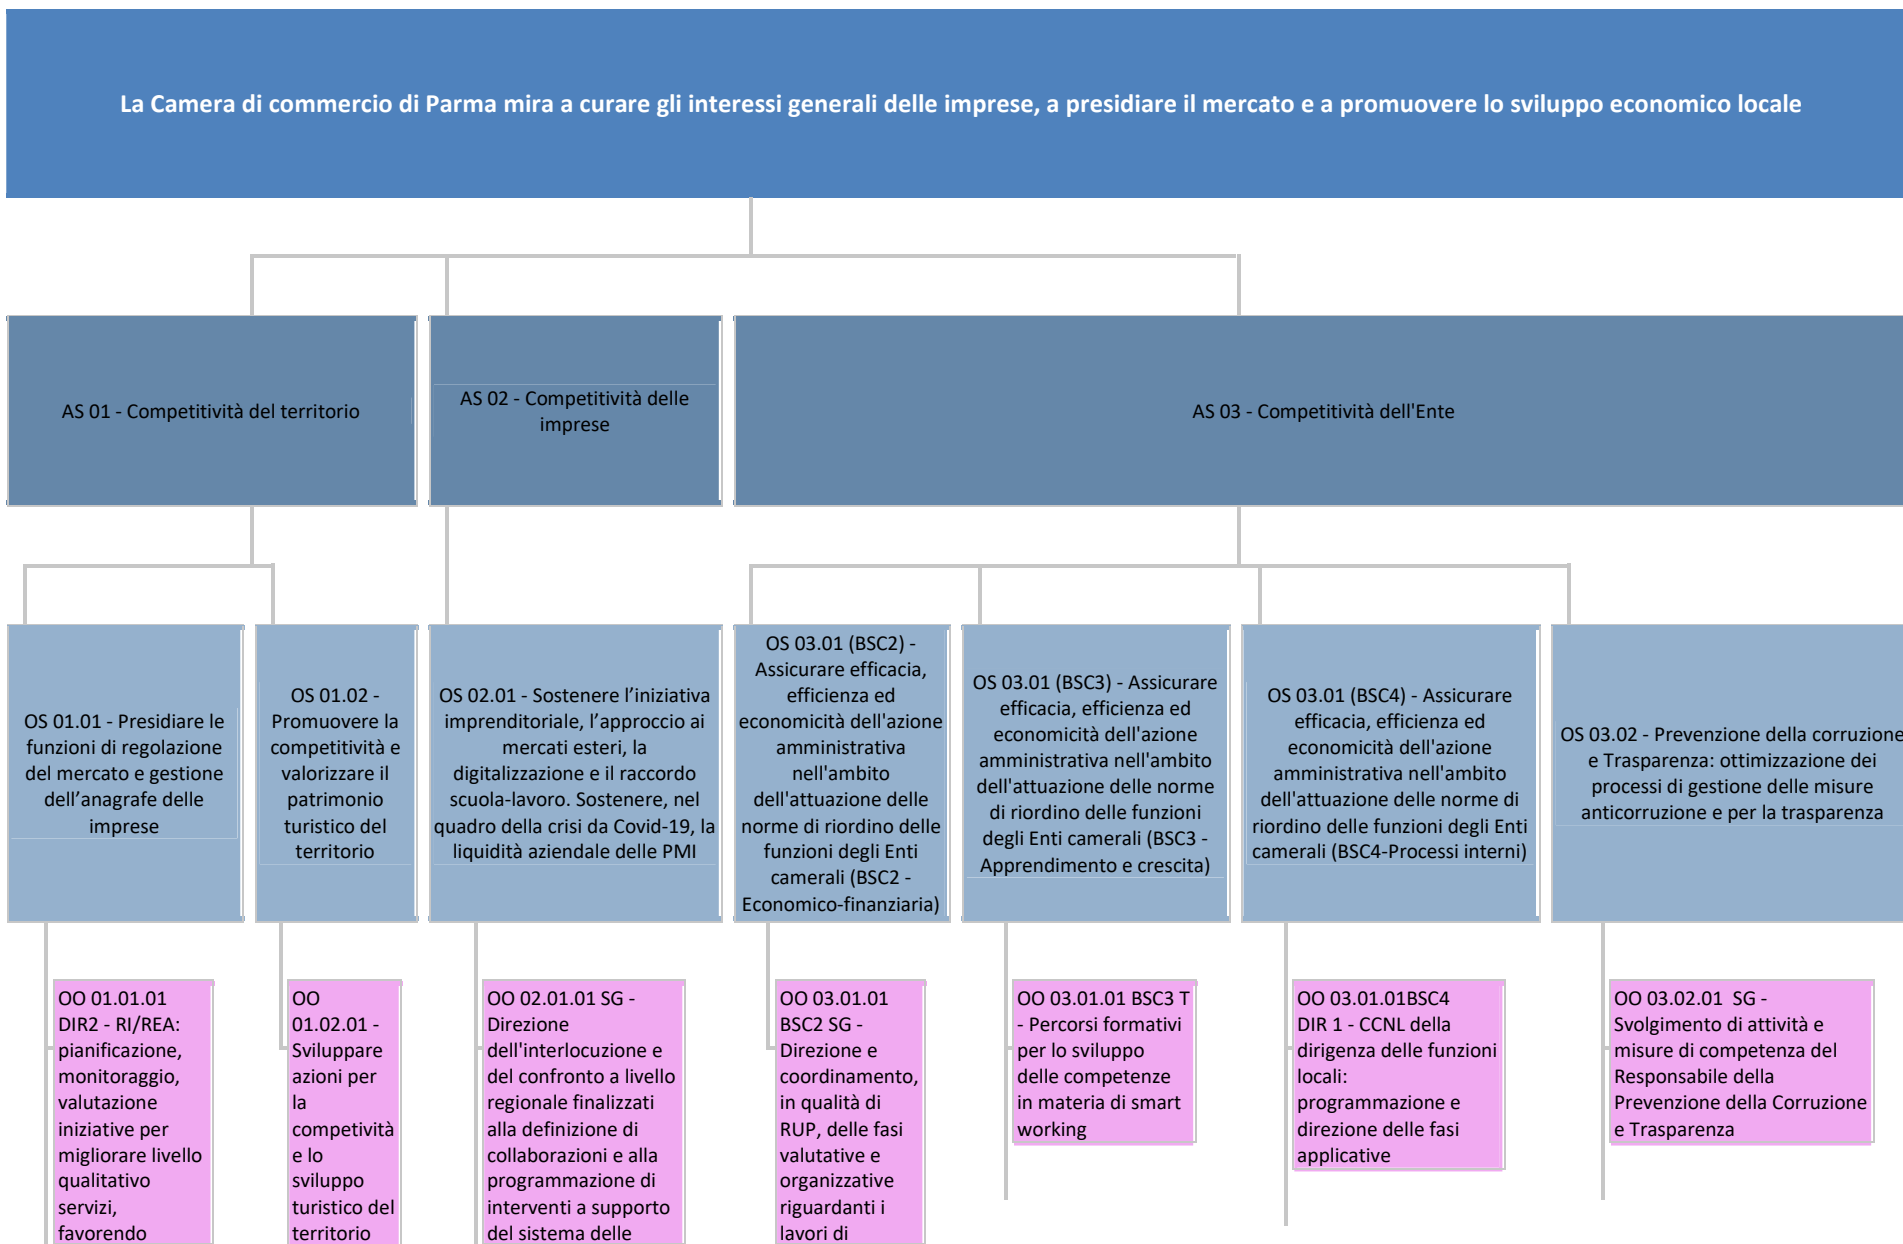 La Camera di commercio di Parma mira a curare gli interessi generali delle imprese, a presidiare il mercato e a promuovere lo sviluppo economico locale
AS 01 - Competitività del territorio
AS 02 - Competitività delle
imprese
AS 03 - Competitività dell'Ente
OS 01.01 - Presidiare le
funzioni di regolazione
del mercato e gestione
dell’anagrafe delle
imprese
OS 01.02 -
Promuovere la
competitività e
valorizzare il
patrimonio
turistico del
territorio
OS 02.01 - Sostenere l’iniziativa
imprenditoriale, l’approccio ai
mercati esteri, la
digitalizzazione e il raccordo
scuola-lavoro. Sostenere, nel
quadro della crisi da Covid-19, la
liquidità aziendale delle PMI
OS 03.01 (BSC2) -
Assicurare efficacia,
efficienza ed
economicità dell'azione
amministrativa
nell'ambito
dell'attuazione delle
norme di riordino delle
funzioni degli Enti
camerali (BSC2 -
Economico-finanziaria)
OS 03.01 (BSC3) - Assicurare
efficacia, efficienza ed
economicità dell'azione
amministrativa nell'ambito
dell'attuazione delle norme
di riordino delle funzioni
degli Enti camerali (BSC3 -
Apprendimento e crescita)
OS 03.01 (BSC4) - Assicurare
efficacia, efficienza ed
economicità dell'azione
amministrativa nell'ambito
dell'attuazione delle norme di
riordino delle funzioni degli Enti
camerali (BSC4-Processi interni)
OS 03.02 - Prevenzione della corruzione
e Trasparenza: ottimizzazione dei
processi di gestione delle misure
anticorruzione e per la trasparenza
OO 01.01.01
DIR2 - RI/REA:
pianificazione,
monitoraggio,
valutazione
iniziative per
migliorare livello
qualitativo
servizi,
favorendo
OO
01.02.01 -
Sviluppare
azioni per
la
competività
e lo
sviluppo
turistico del
territorio
OO 02.01.01 SG -
Direzione
dell'interlocuzione e
del confronto a livello
regionale finalizzati
alla definizione di
collaborazioni e alla
programmazione di
interventi a supporto
del sistema delle
OO 03.01.01
BSC2 SG -
Direzione e
coordinamento,
in qualità di
RUP, delle fasi
valutative e
organizzative
riguardanti i
lavori di
OO 03.01.01 BSC3 T
- Percorsi formativi
per lo sviluppo
delle competenze
in materia di smart
working
OO 03.01.01BSC4
DIR 1 - CCNL della
dirigenza delle funzioni
locali:
programmazione e
direzione delle fasi
applicative
OO 03.02.01  SG -
Svolgimento di attività e
misure di competenza del
Responsabile della
Prevenzione della Corruzione
e Trasparenza